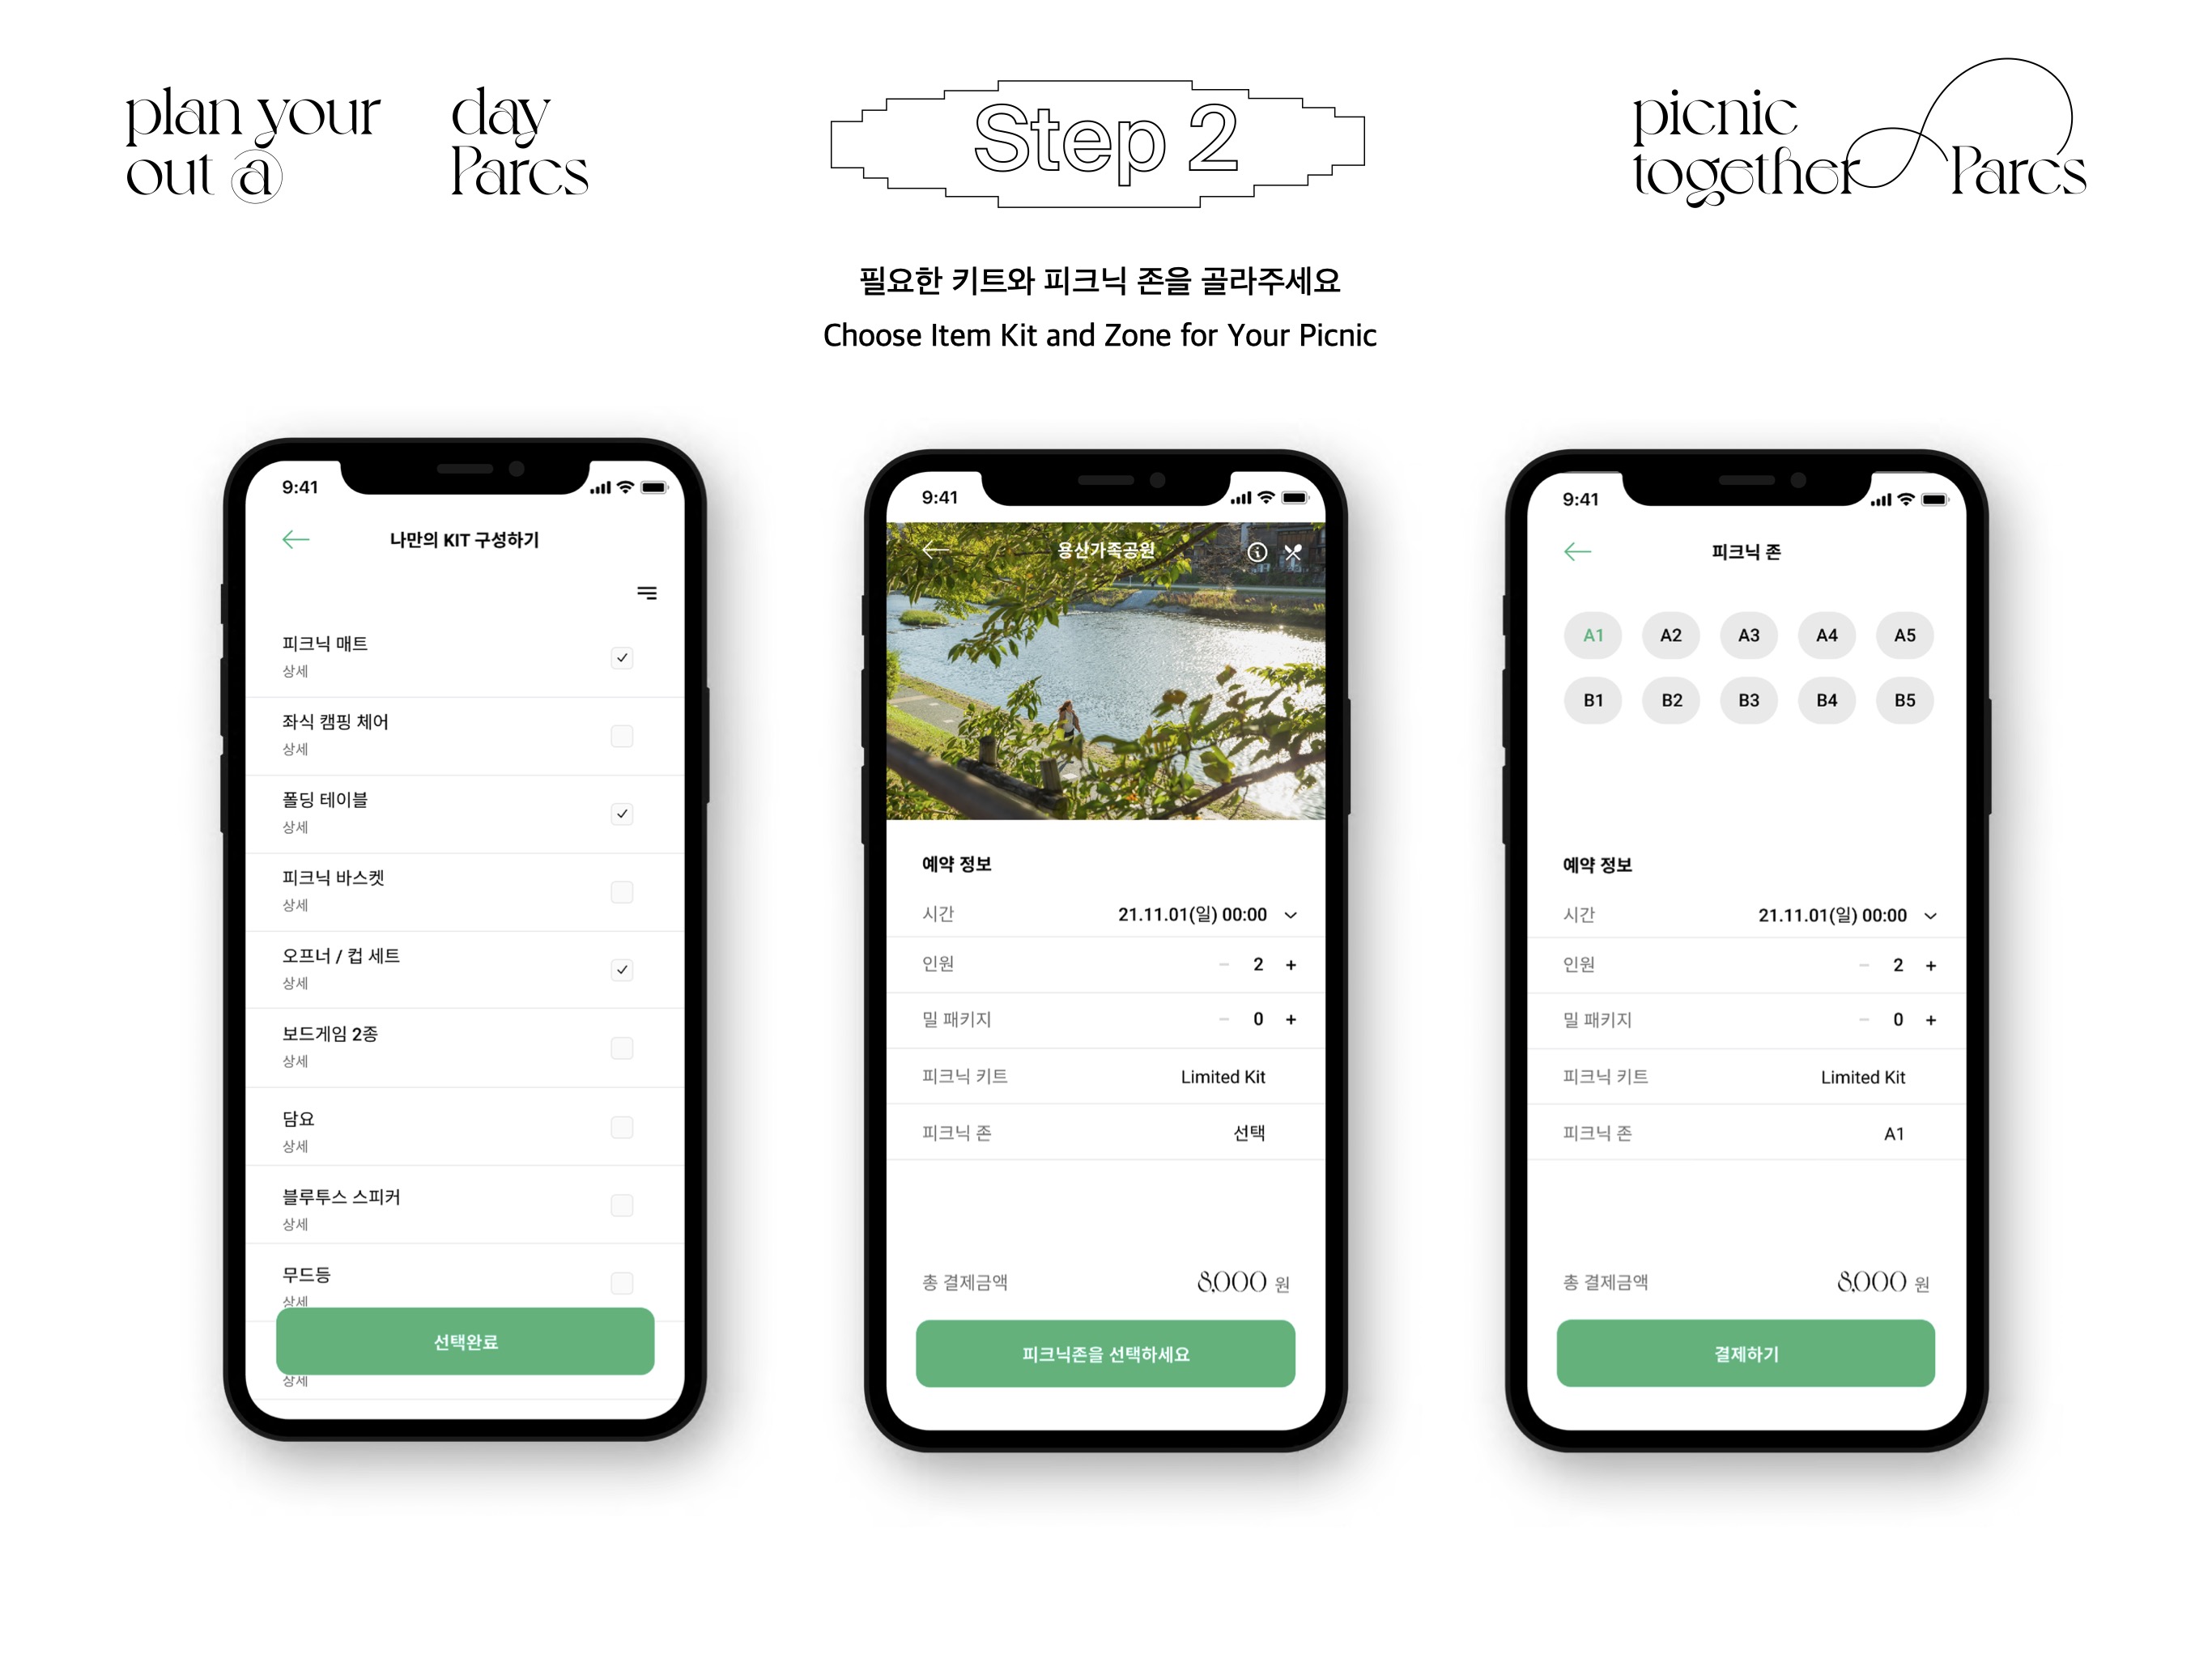 plan your day
out @ Parcs
Step 2
picnic
together Parcs
필요한 키트와 피크닉 존을 골라주세요
Choose Item Kit and Zone for Your Picnic
9:41
나만의 KIT 구성하기
피크닉 매트
상세
좌식 캠핑 체어
상세
폴딩 테이블
상세
피크닉 바스켓
상세
오프너 / 컵 세트
상세
보드게임 2종
상세
담요
상세
블루투스 스피커
상세
무드등
상세
선택완료
상세
9:41
용산가족공원
예약 정보
시간 21.11.01(일) 00:00
인원 − 2 +
밀 패키지 − 0 +
피크닉 키트 Limited Kit
피크닉 존 선택
총 결제금액 8,000 원
피크닉존을 선택하세요
9:41
피크닉 존
A1 A2 A3 A4 A5
B1 B2 B3 B4 B5
예약 정보
시간 21.11.01(일) 00:00
인원 − 2 +
밀 패키지 − 0 +
피크닉 키트 Limited Kit
피크닉 존 A1
총 결제금액 8,000 원
결제하기